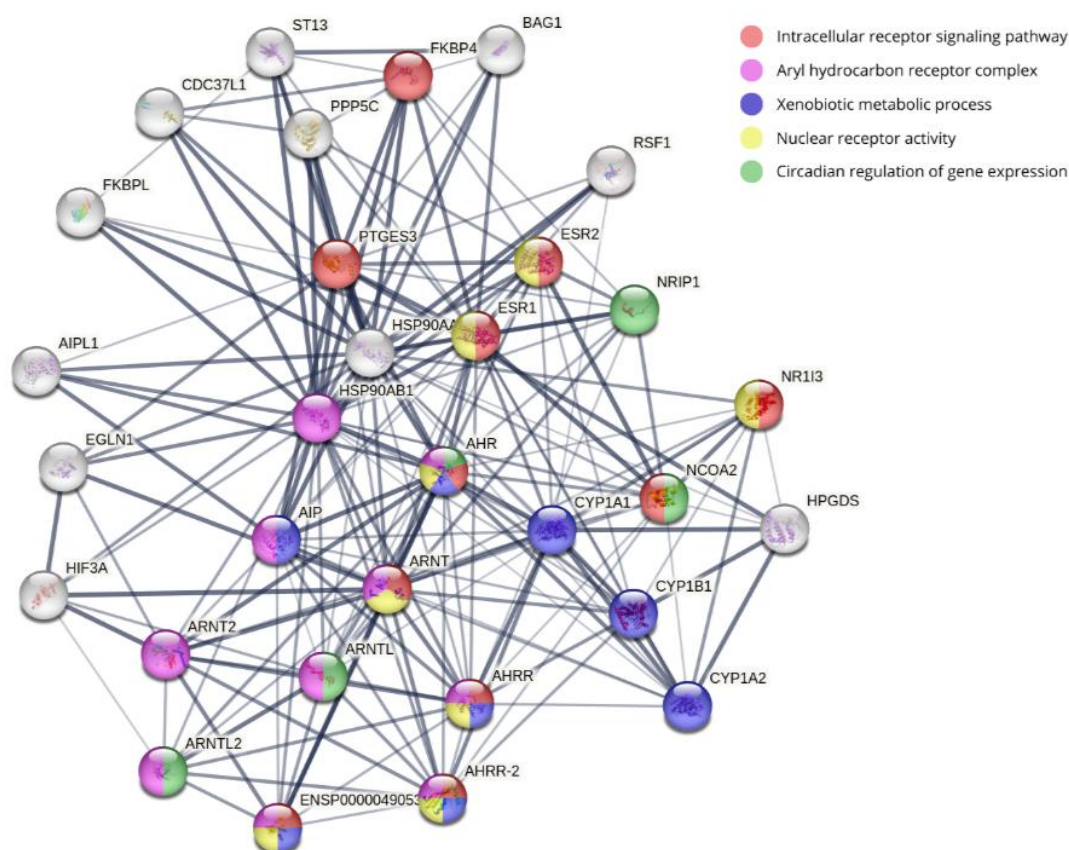 ST13
BAG1
FKBP4
CDC37L1
PPP5C
RSF1
FKBPL
PTGES3
ESR2
NRIP1
ESR1
HSP90AA
AIPL1
HSP90AB1
NR1I3
EGLN1
AHR
NCOA2
CYP1A1
HPGDS
AIP
ARNT
HIF3A
CYP1B1
ARNT2
ARNTL
CYP1A2
AHRR
ARNTL2
AHRR-2
ENSP0000049053
Intracellular receptor signaling pathway
Aryl hydrocarbon receptor complex
Xenobiotic metabolic process
Nuclear receptor activity
Circadian regulation of gene expression